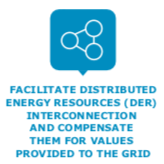 FACILITATE DISTRIBUTED
ENERGY RESOURCES (DER)
INTERCONNECTION
AND COMPENSATE
THEM FOR VALUES
PROVIDED TO THE GRID